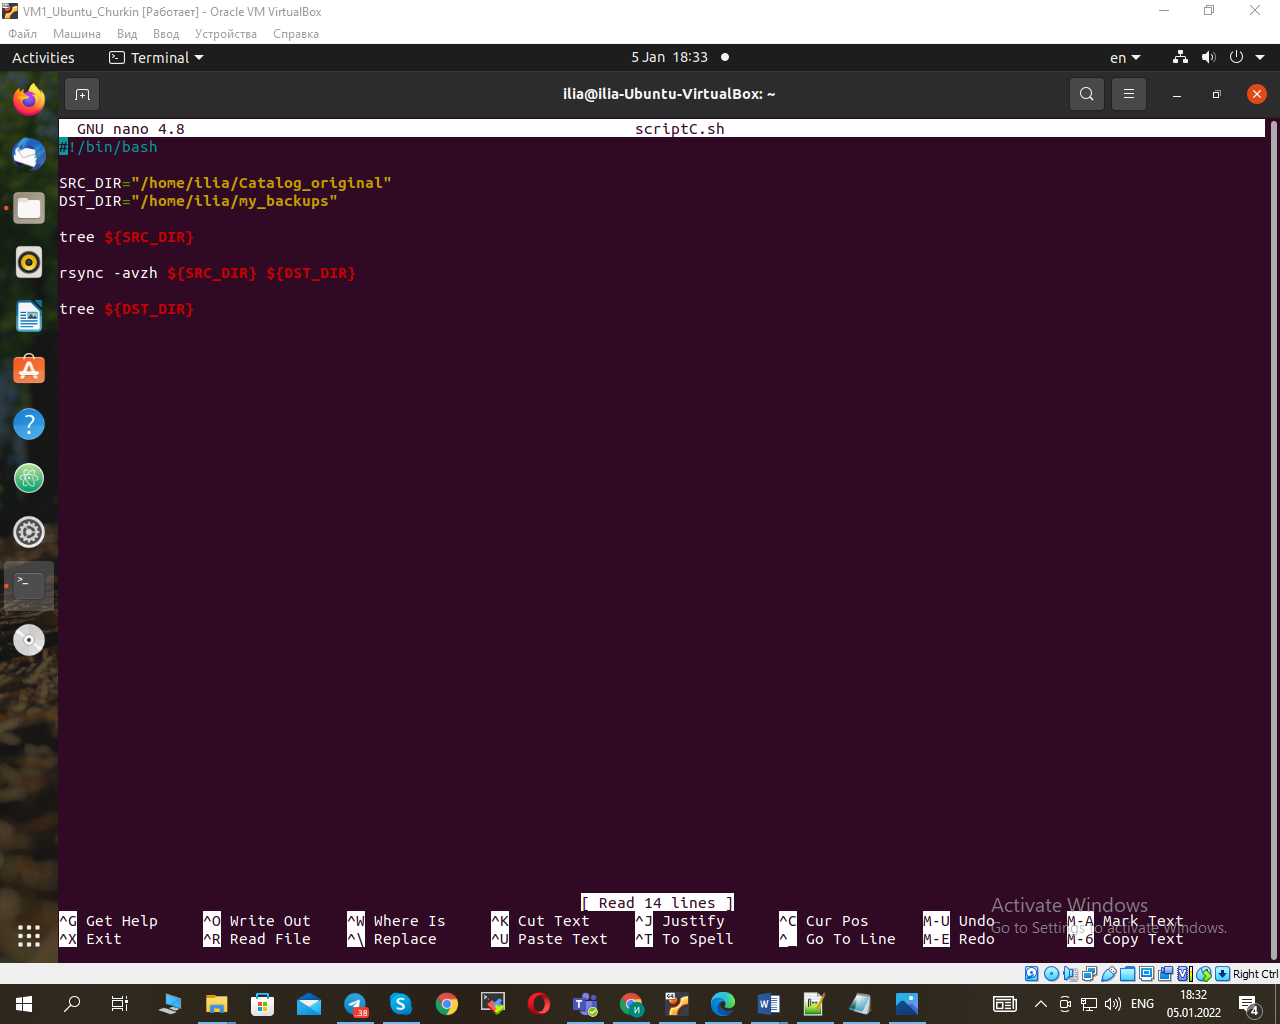 VM1_Ubuntu_Churkin [Работает] - Oracle VM VirtualBox
Файл Машина Вид Ввод Устройства Справка
Activities Terminal 5 Jan 18:33 en
ilia@ilia-Ubuntu-VirtualBox: ~
GNU nano 4.8 scriptC.sh
#!/bin/bash
SRC_DIR="/home/ilia/Catalog_original"
DST_DIR="/home/ilia/my_backups"
tree ${SRC_DIR}
rsync -avzh ${SRC_DIR} ${DST_DIR}
tree ${DST_DIR}
[ Read 14 lines ]
^G Get Help ^O Write Out ^W Where Is ^K Cut Text ^J Justify ^C Cur Pos M-U Undo M-A Mark Text
^X Exit ^R Read File ^\ Replace ^U Paste Text ^T To Spell ^_ Go To Line M-E Redo M-6 Copy Text
Activate Windows
Go to Settings to activate Windows.
Right Ctrl
38
ENG
18:32
05.01.2022
4